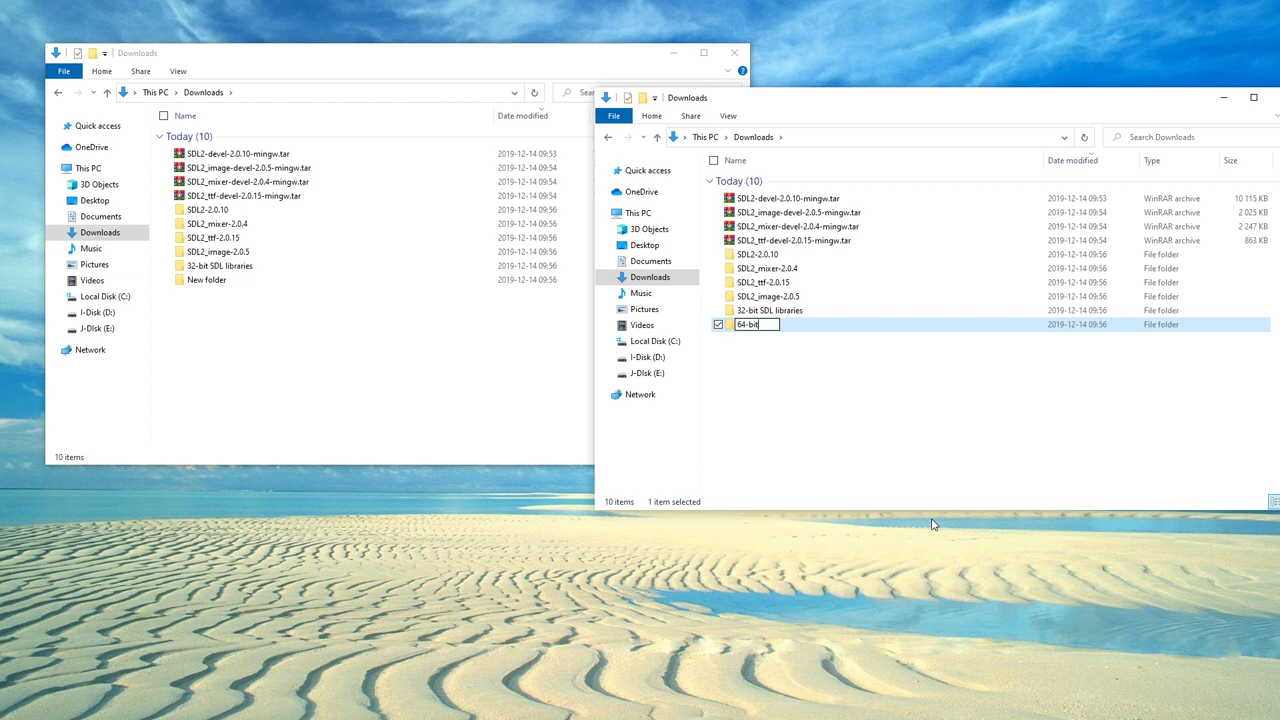 Downloads
File Home Share View
This PC Downloads
Name Date modified
Quick access
OneDrive
This PC
3D Objects
Desktop
Documents
Downloads
Music
Pictures
Videos
Local Disk (C:)
I-Disk (D:)
J-DIsk (E:)
Network
Today (10)
SDL2-devel-2.0.10-mingw.tar 2019-12-14 09:53
SDL2_image-devel-2.0.5-mingw.tar 2019-12-14 09:54
SDL2_mixer-devel-2.0.4-mingw.tar 2019-12-14 09:54
SDL2_ttf-devel-2.0.15-mingw.tar 2019-12-14 09:54
SDL2-2.0.10 2019-12-14 09:56
SDL2_mixer-2.0.4 2019-12-14 09:56
SDL2_ttf-2.0.15 2019-12-14 09:56
SDL2_image-2.0.5 2019-12-14 09:56
32-bit SDL libraries 2019-12-14 09:56
New folder 2019-12-14 09:56
10 items
Downloads
File Home Share View
This PC Downloads Search Downloads
Name Date modified Type Size
Quick access
OneDrive
This PC
3D Objects
Desktop
Documents
Downloads
Music
Pictures
Videos
Local Disk (C:)
I-Disk (D:)
J-DIsk (E:)
Network
Today (10)
SDL2-devel-2.0.10-mingw.tar 2019-12-14 09:53 WinRAR archive 10 115 KB
SDL2_image-devel-2.0.5-mingw.tar 2019-12-14 09:54 WinRAR archive 2 025 KB
SDL2_mixer-devel-2.0.4-mingw.tar 2019-12-14 09:54 WinRAR archive 2 247 KB
SDL2_ttf-devel-2.0.15-mingw.tar 2019-12-14 09:54 WinRAR archive 863 KB
SDL2-2.0.10 2019-12-14 09:56 File folder
SDL2_mixer-2.0.4 2019-12-14 09:56 File folder
SDL2_ttf-2.0.15 2019-12-14 09:56 File folder
SDL2_image-2.0.5 2019-12-14 09:56 File folder
32-bit SDL libraries 2019-12-14 09:56 File folder
64-bit 2019-12-14 09:56 File folder
10 items 1 item selected